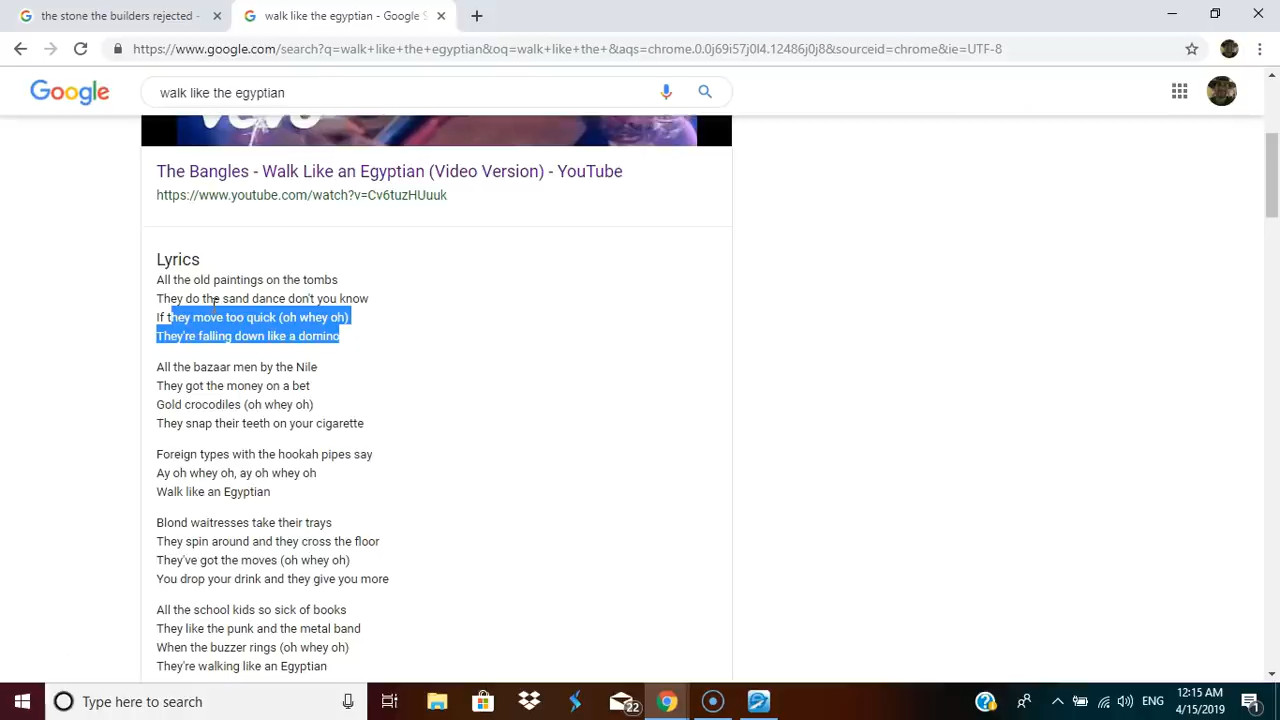 the stone the builders rejected -
walk like the egyptian - Google S
https://www.google.com/search?q=walk+like+the+egyptian&oq=walk+like+the+&aqs=chrome.0.0j69i57j0l4.12486j0j8&sourceid=chrome&ie=UTF-8
Google
walk like the egyptian
The Bangles - Walk Like an Egyptian (Video Version) - YouTube
https://www.youtube.com/watch?v=Cv6tuzHUuuk
Lyrics
All the old paintings on the tombs
They do the sand dance don't you know
If they move too quick (oh whey oh)
They're falling down like a domino
All the bazaar men by the Nile
They got the money on a bet
Gold crocodiles (oh whey oh)
They snap their teeth on your cigarette
Foreign types with the hookah pipes say
Ay oh whey oh, ay oh whey oh
Walk like an Egyptian
Blond waitresses take their trays
They spin around and they cross the floor
They've got the moves (oh whey oh)
You drop your drink and they give you more
All the school kids so sick of books
They like the punk and the metal band
When the buzzer rings (oh whey oh)
They're walking like an Egyptian
Type here to search
22
ENG
12:15 AM
4/15/2019
1